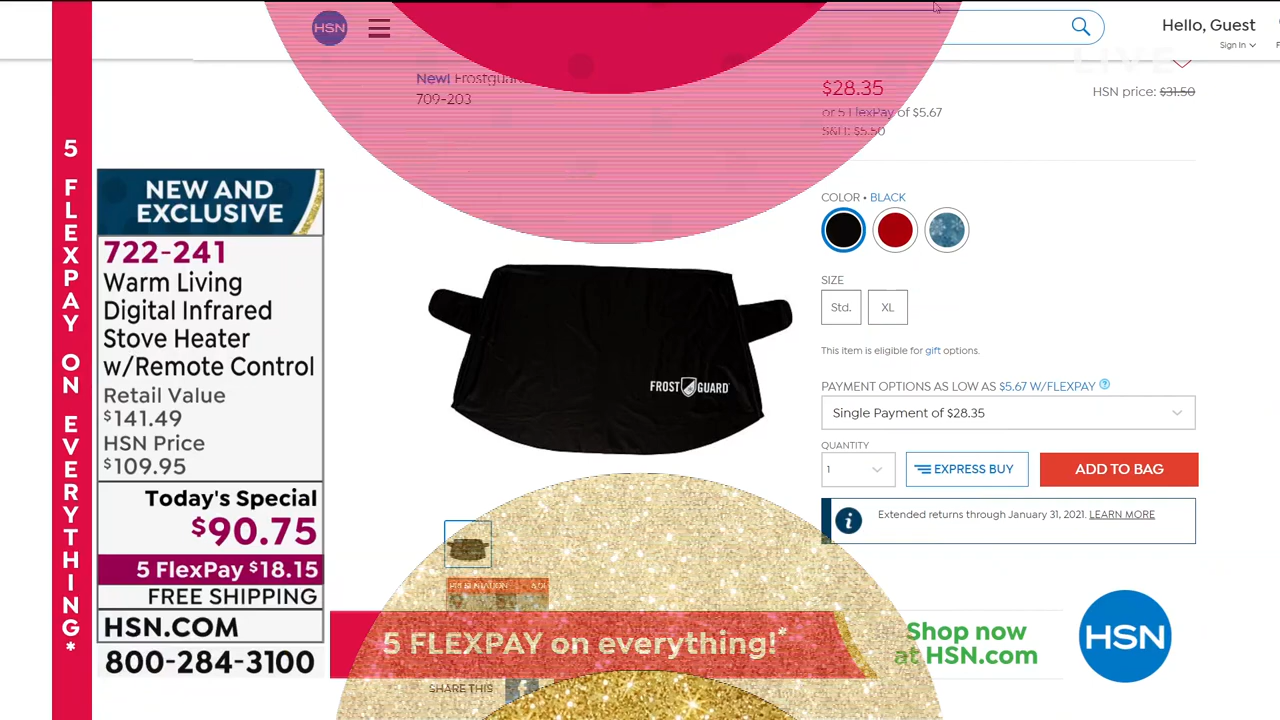 HSN
Hello, Guest
Sign In
LIVE
New! Frostguard
709-203
$28.35
or 5 FlexPay of $5.67
S&H: $5.50
HSN price: $31.50
COLOR • BLACK
SIZE
Std.
XL
This item is eligible for gift options.
PAYMENT OPTIONS AS LOW AS $5.67 W/FLEXPAY
Single Payment of $28.35
QUANTITY
1
EXPRESS BUY
ADD TO BAG
Extended returns through January 31, 2021. LEARN MORE
FROST GUARD
5 FLEXPAY ON EVERYTHING!*
NEW AND
EXCLUSIVE
722-241
Warm Living
Digital Infrared
Stove Heater
w/Remote Control
Retail Value
$141.49
HSN Price
$109.95
Today's Special
$90.75
5 FlexPay $18.15
FREE SHIPPING
HSN.COM
800-284-3100
PRESENTATION
5 FLEXPAY on everything!*
Shop now
at HSN.com
HSN
SHARE THIS